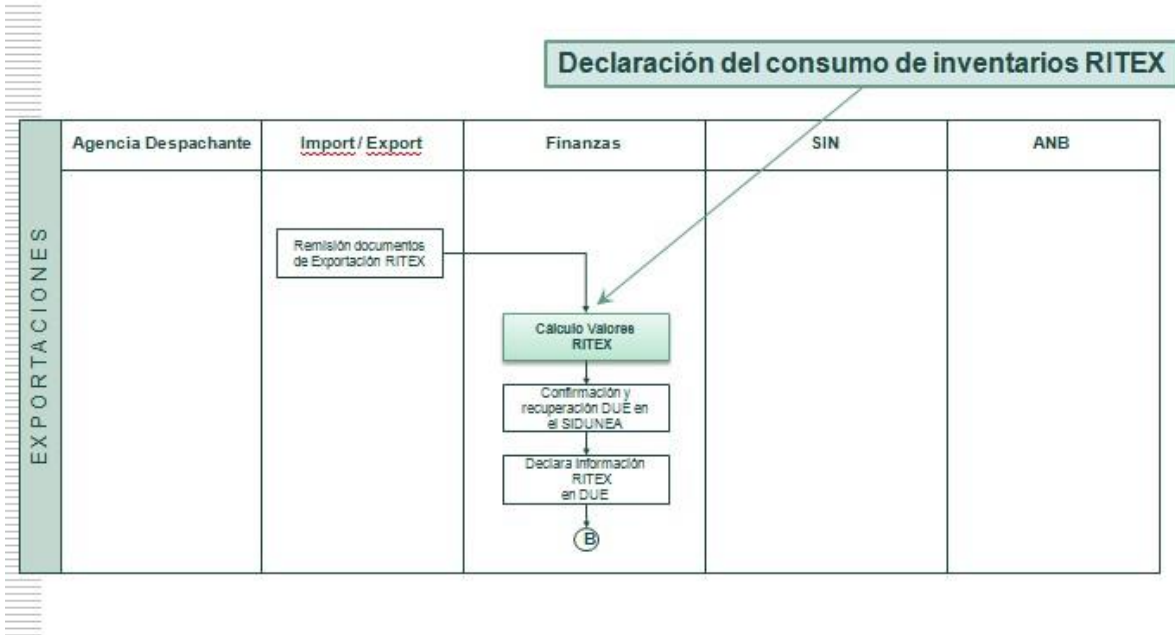 Declaración del consumo de inventarios RITEX
Agencia Despachante
Import / Export
Finanzas
SIN
ANB
EXPORTACIONES
Remisión documentos
de Exportación RITEX
Cálculo Valores
RITEX
Confirmación y
recuperación DUE en
el SIDUNEA
Declara Información
RITEX
en DUE
B